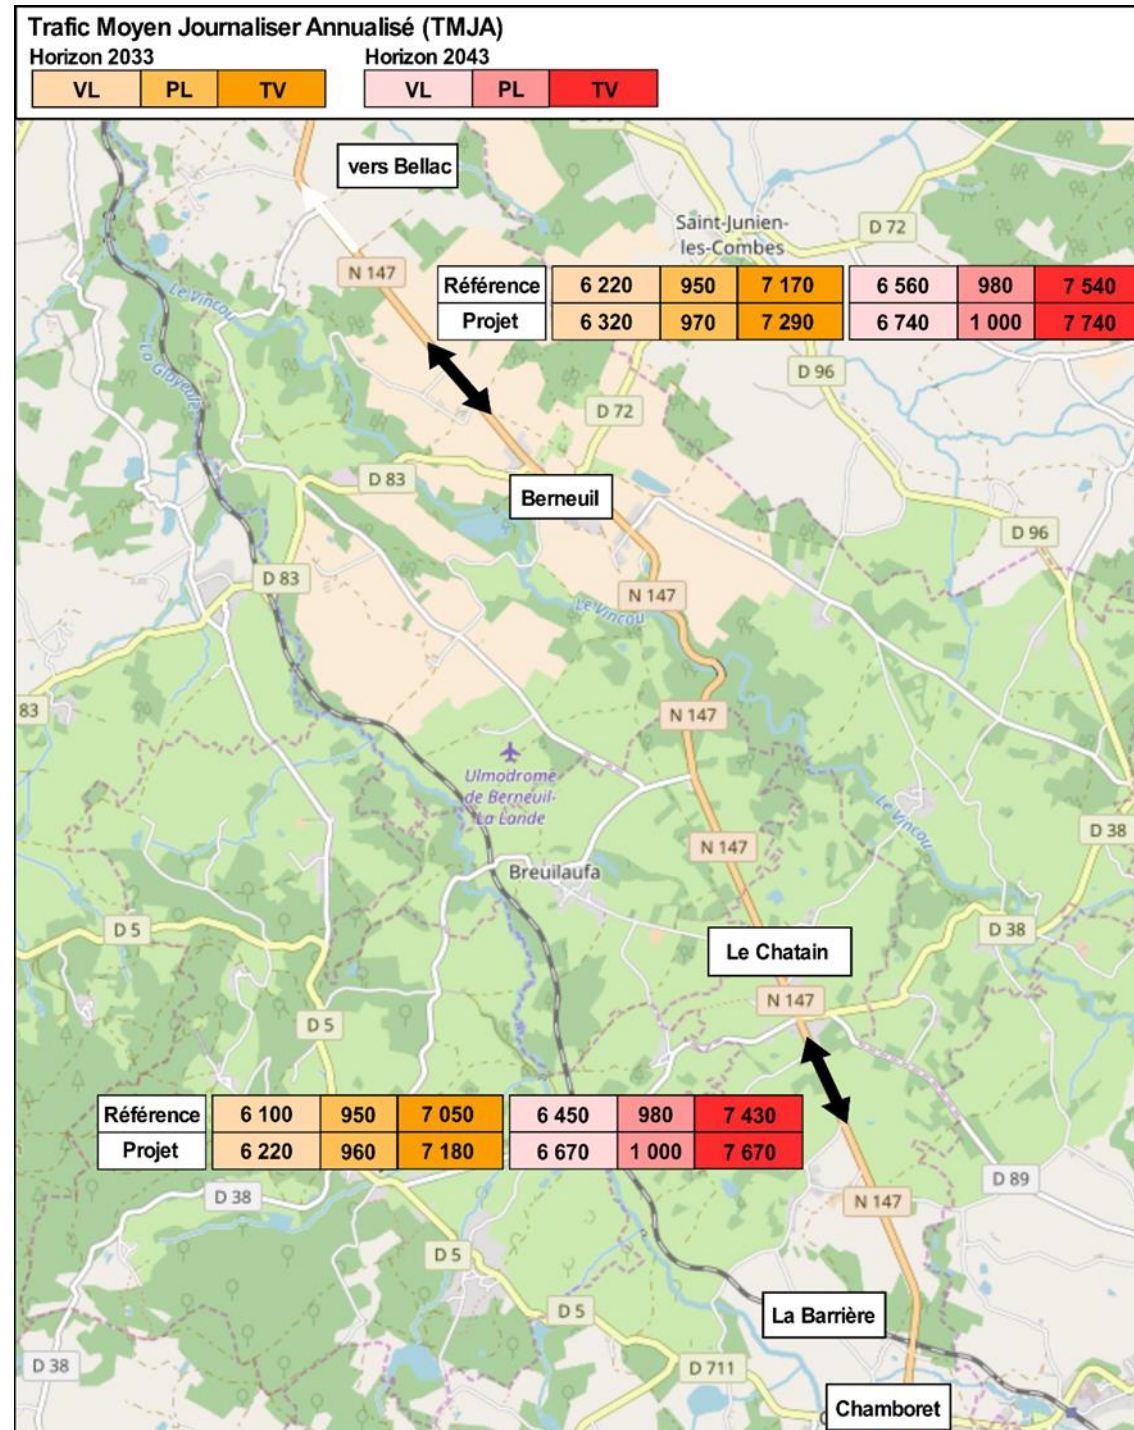 Trafic Moyen Journaliser Annualisé (TMJA)
Horizon 2033 Horizon 2043
VL PL TV VL PL TV
vers Bellac
Saint-Junien-
les-Combes
D 72
N 147
Référence 6 220 950 7 170 6 560 980 7 540
Projet 6 320 970 7 290 6 740 1 000 7 740
Le Vincou
La Glayeule
D 96
D 72
D 83
Berneuil
D 96
D 83
N 147
Le Vincou
83
N 147
Ulmodrome
de Berneuil-
La Lande
Le Vincou
D 38
N 147
Breuilaufa
D 5
D 38
Le Chatain
N 147
D 5
Référence 6 100 950 7 050 6 450 980 7 430
Projet 6 220 960 7 180 6 670 1 000 7 670
D 38
D 89
N 147
D 5
D 5
La Barrière
D 38
D 711
Chamboret